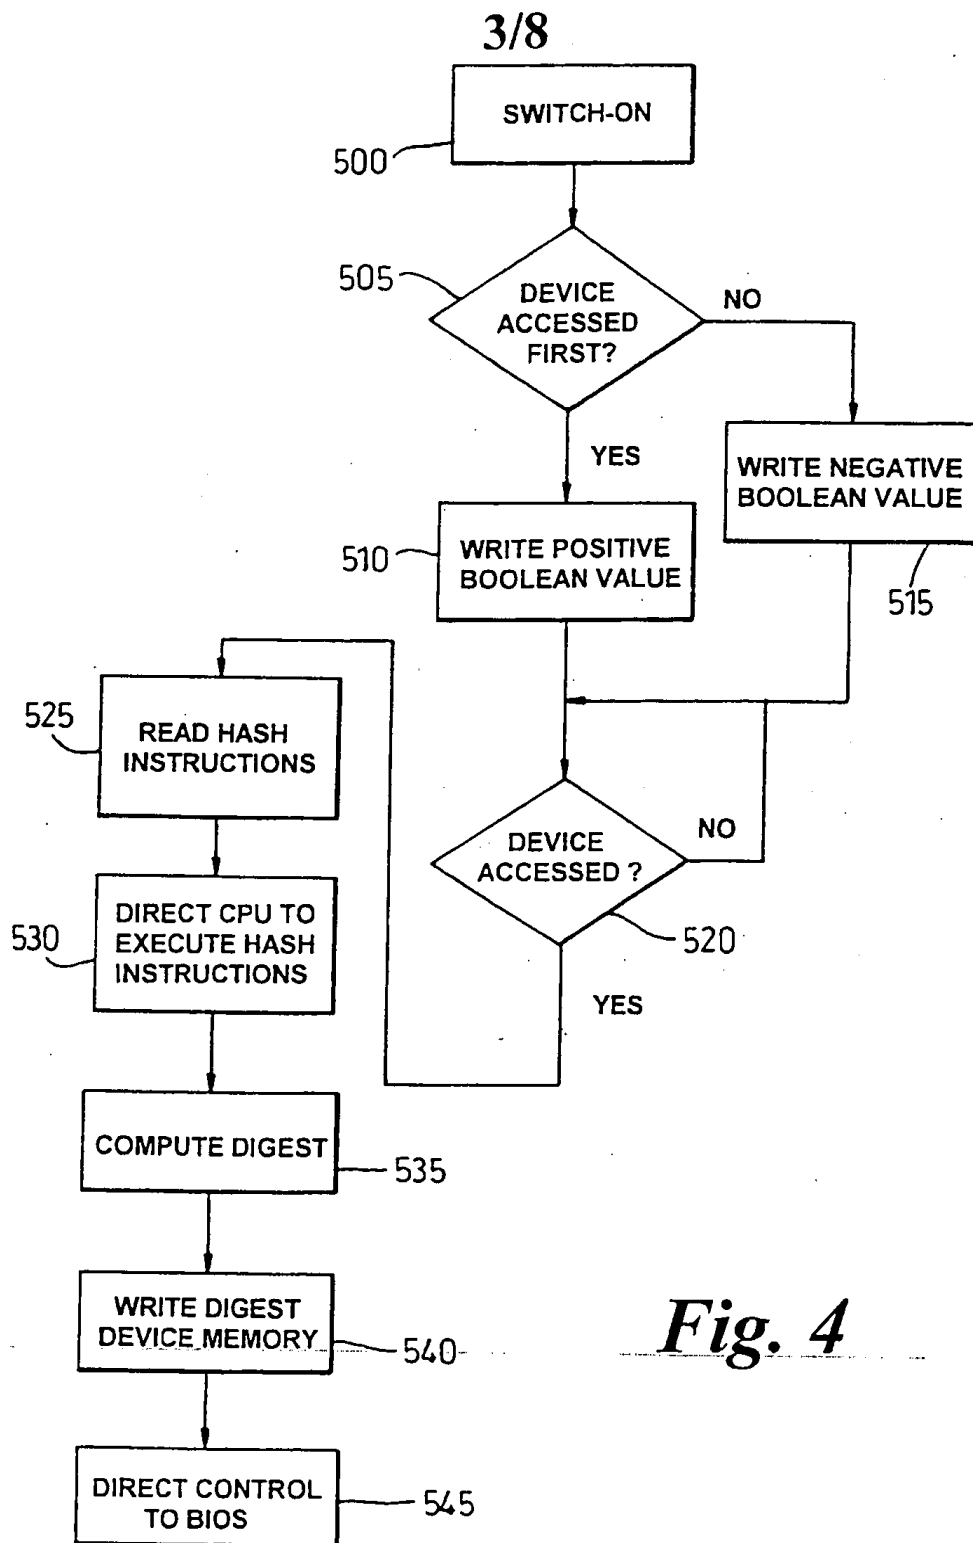 3/8
SWITCH-ON
500
505
DEVICE
ACCESSED
FIRST?
NO
YES
WRITE NEGATIVE
BOOLEAN VALUE
515
510
WRITE POSITIVE
BOOLEAN VALUE
525
READ HASH
INSTRUCTIONS
DEVICE
ACCESSED ?
NO
520
YES
530
DIRECT CPU TO
EXECUTE HASH
INSTRUCTIONS
COMPUTE DIGEST
535
WRITE DIGEST
DEVICE MEMORY
540
Fig. 4
DIRECT CONTROL
TO BIOS
545